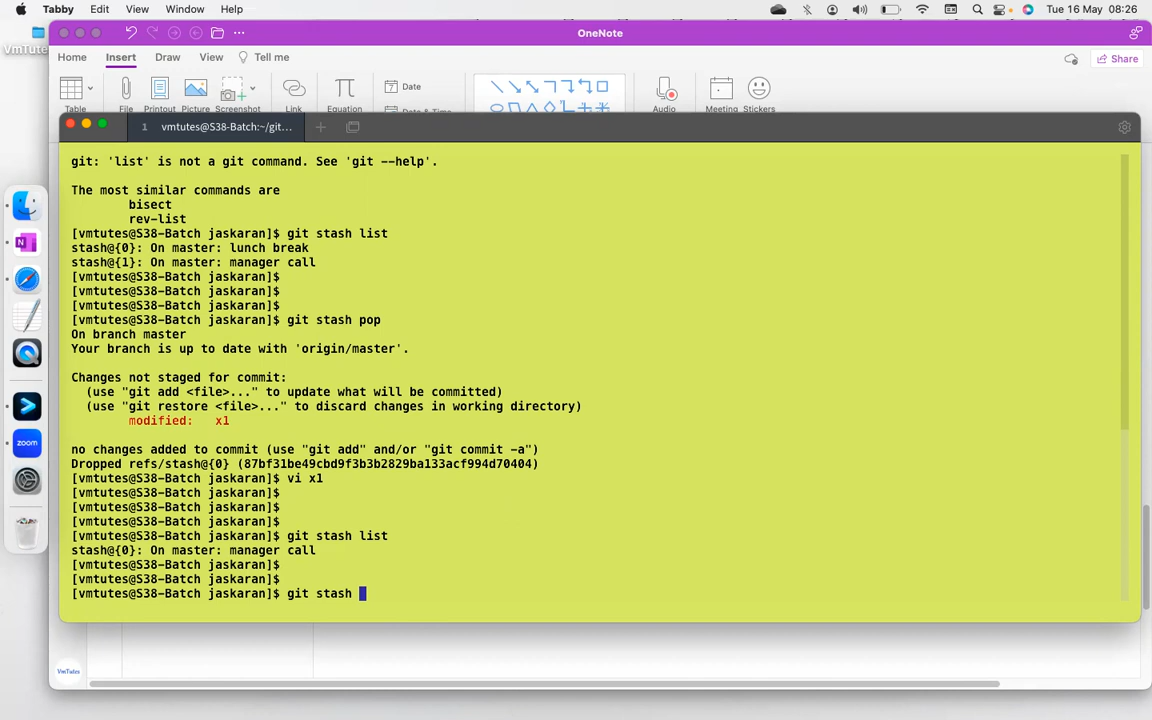 Tabby Edit View Window Help Tue 16 May 08:26
OneNote
VmTute
Home Insert Draw View Tell me Share
Date
Table File Printout Picture Screenshot Link Equation Audio Meeting Stickers
1 vmtutes@S38-Batch:~/git...
git: 'list' is not a git command. See 'git --help'.
The most similar commands are
bisect
rev-list
[vmtutes@S38-Batch jaskaran]$ git stash list
stash@{0}: On master: lunch break
stash@{1}: On master: manager call
[vmtutes@S38-Batch jaskaran]$
[vmtutes@S38-Batch jaskaran]$
[vmtutes@S38-Batch jaskaran]$
[vmtutes@S38-Batch jaskaran]$ git stash pop
On branch master
Your branch is up to date with 'origin/master'.
Changes not staged for commit:
(use "git add <file>..." to update what will be committed)
(use "git restore <file>..." to discard changes in working directory)
modified: x1
no changes added to commit (use "git add" and/or "git commit -a")
Dropped refs/stash@{0} (87bf31be49cbd9f3b3b2829ba133acf994d70404)
[vmtutes@S38-Batch jaskaran]$ vi x1
[vmtutes@S38-Batch jaskaran]$
[vmtutes@S38-Batch jaskaran]$
[vmtutes@S38-Batch jaskaran]$
[vmtutes@S38-Batch jaskaran]$ git stash list
stash@{0}: On master: manager call
[vmtutes@S38-Batch jaskaran]$
[vmtutes@S38-Batch jaskaran]$
[vmtutes@S38-Batch jaskaran]$ git stash
zoom
VmTutes